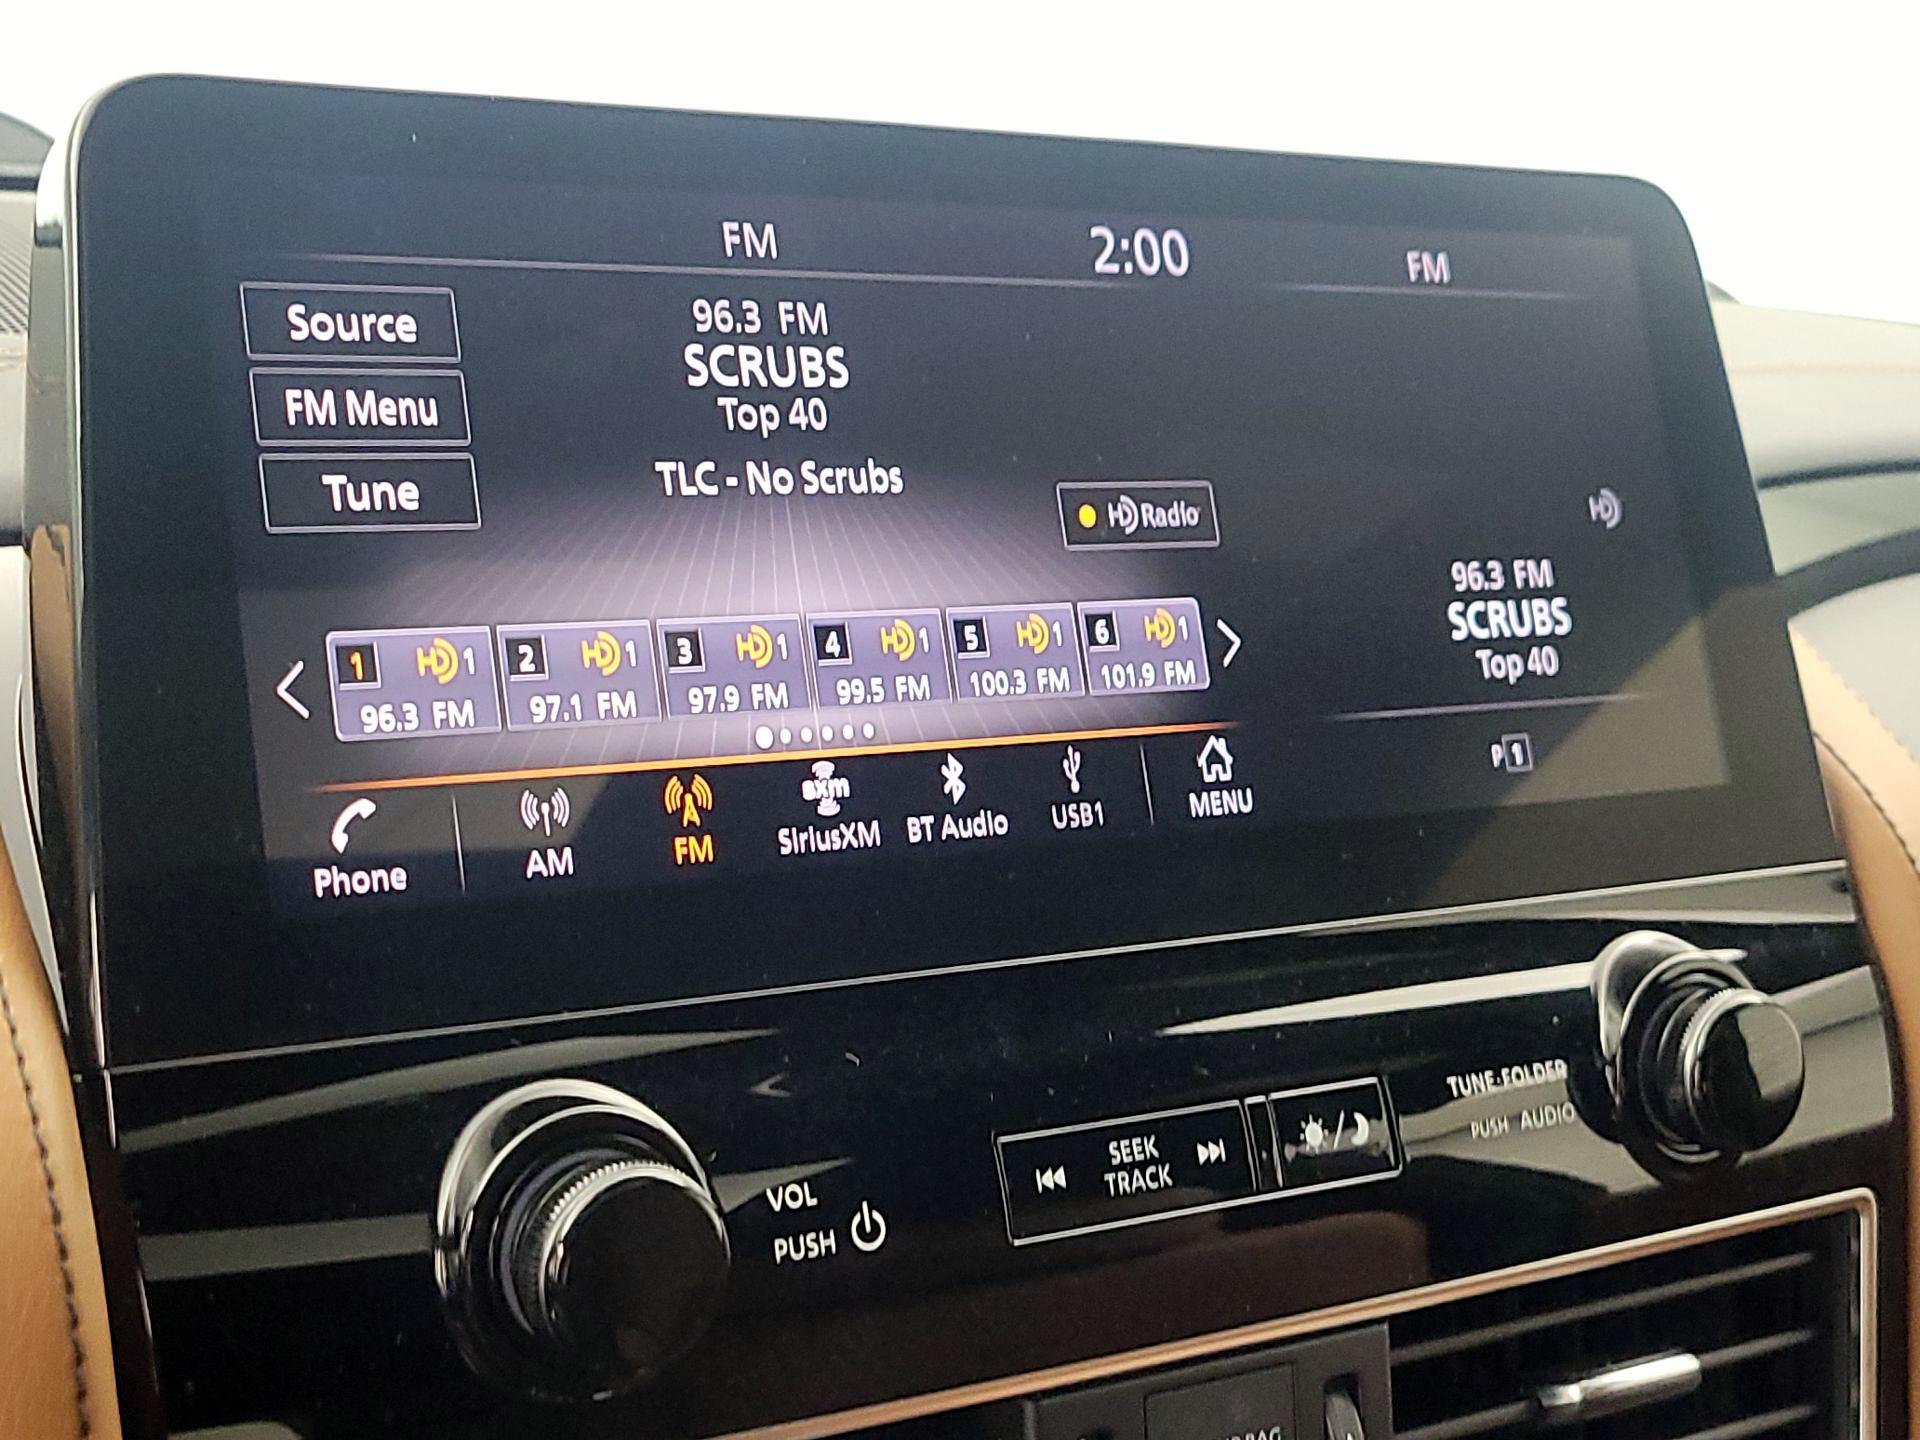 FM
2:00
FM
Source
FM Menu
Tune
96.3 FM
SCRUBS
Top 40
TLC - No Scrubs
HD Radio
HD
96.3 FM
SCRUBS
Top 40
P 1
1 HD 1
96.3 FM
2 HD 1
97.1 FM
3 HD 1
97.9 FM
4 HD 1
99.5 FM
5 HD 1
100.3 FM
6 HD 1
101.9 FM
Phone
AM
FM
sxm
SiriusXM
BT Audio
USB1
MENU
VOL
PUSH
SEEK
TRACK
TUNE·FOLDER
PUSH AUDIO